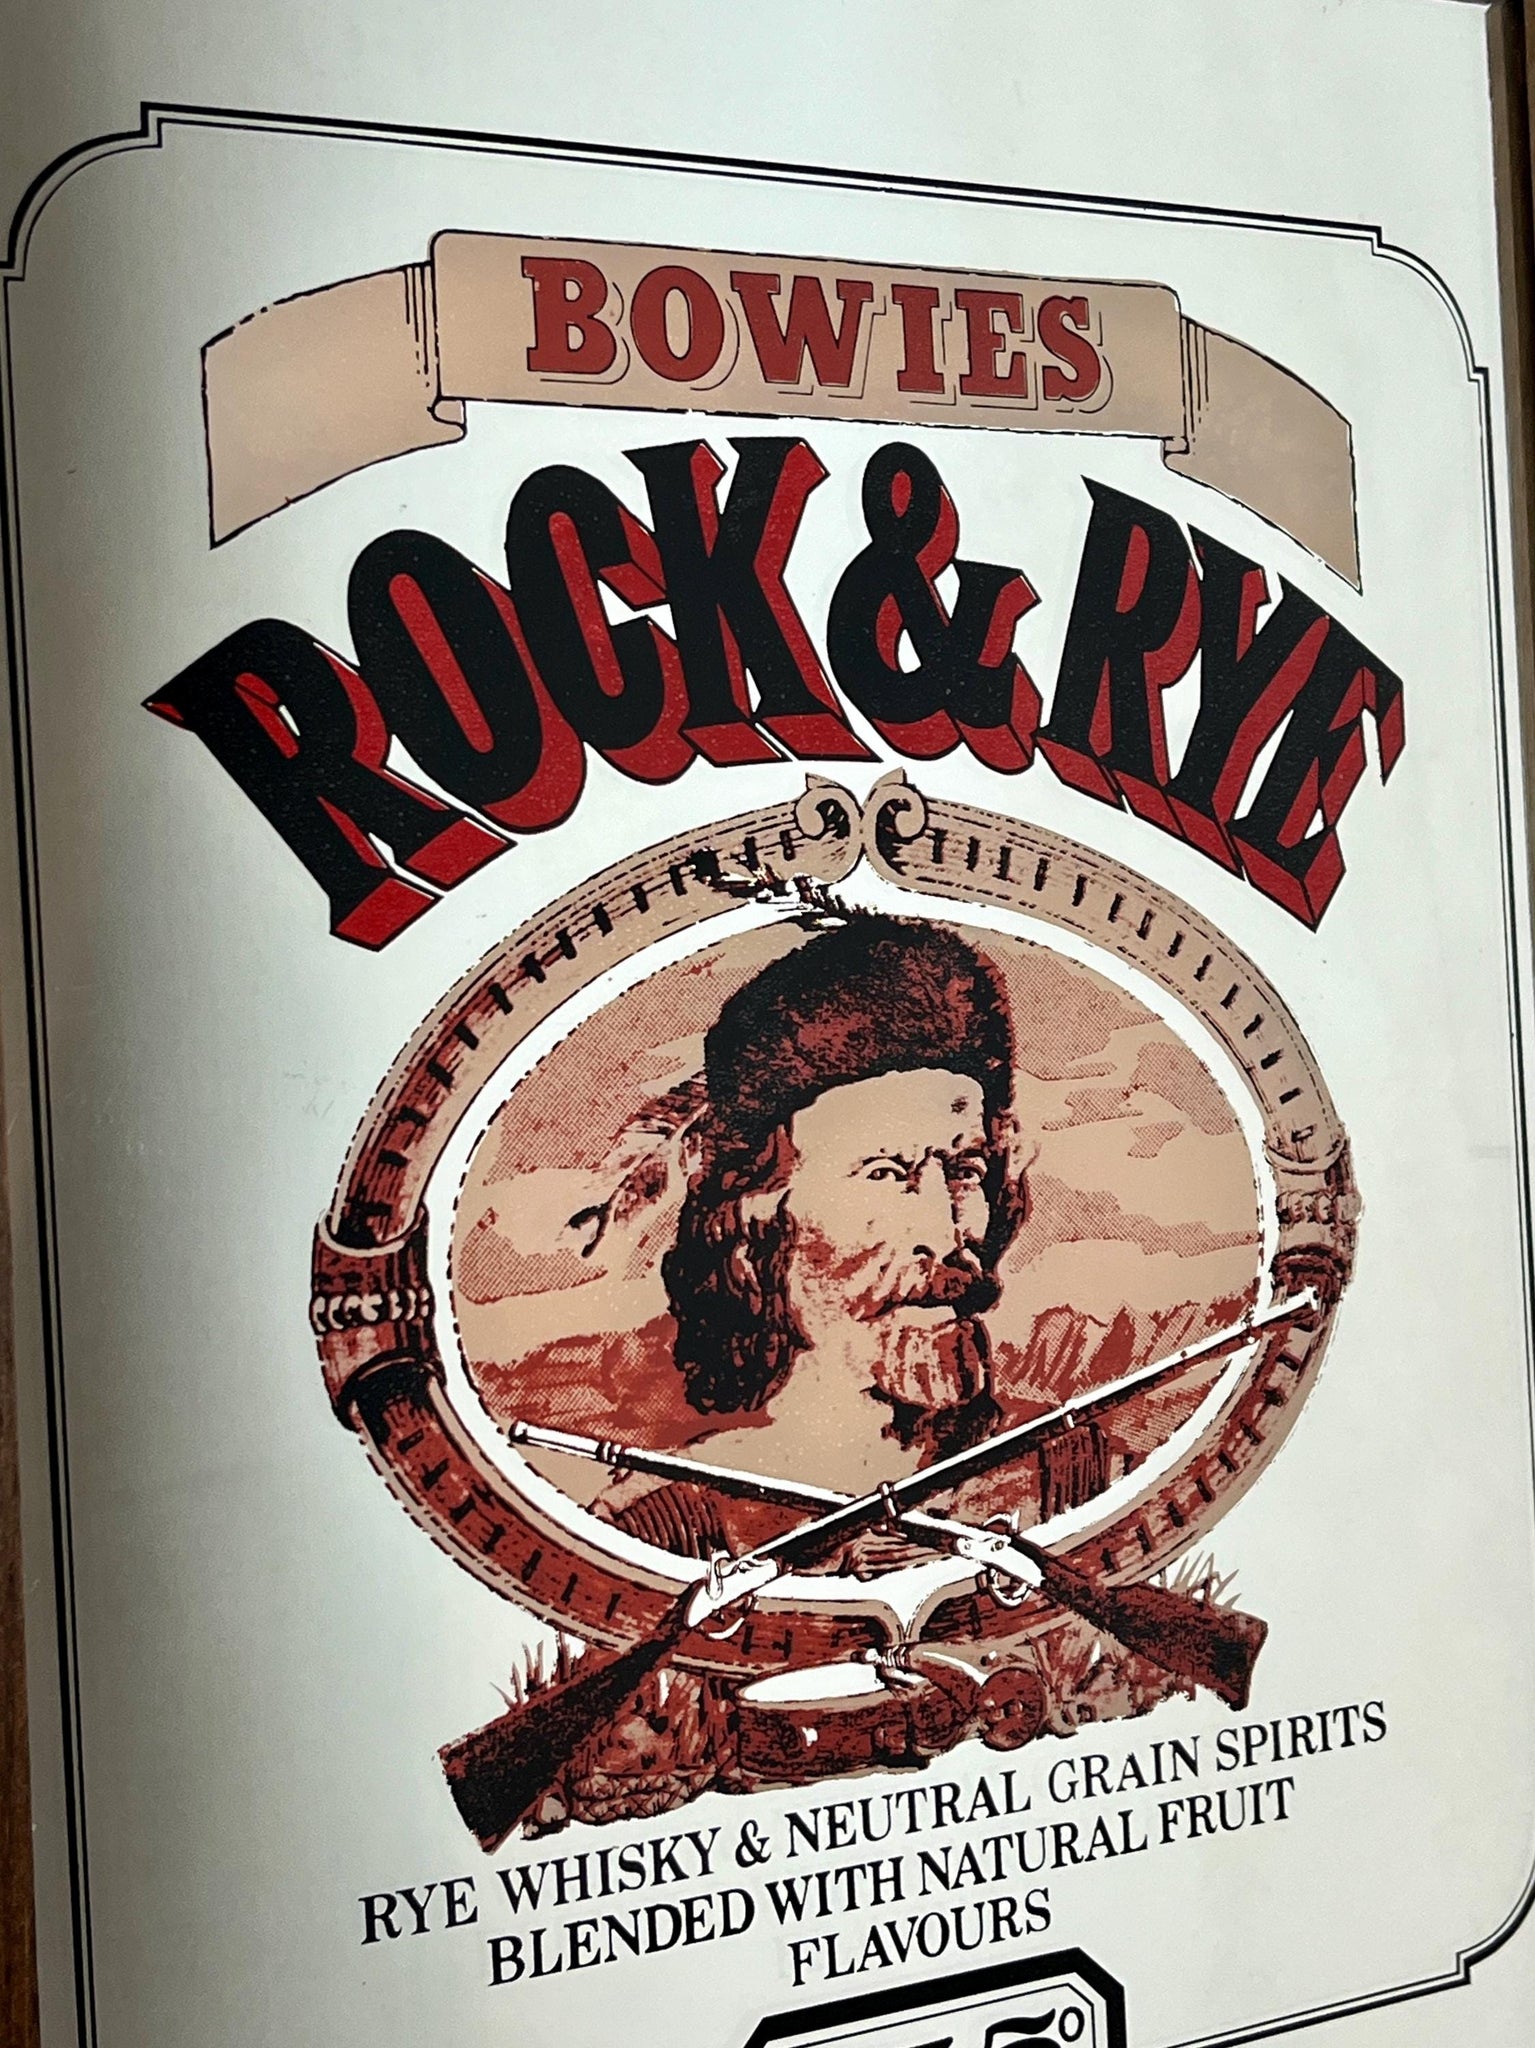 BOWIES
ROCK & RYE
RYE WHISKY & NEUTRAL GRAIN SPIRITS
BLENDED WITH NATURAL FRUIT
FLAVOURS